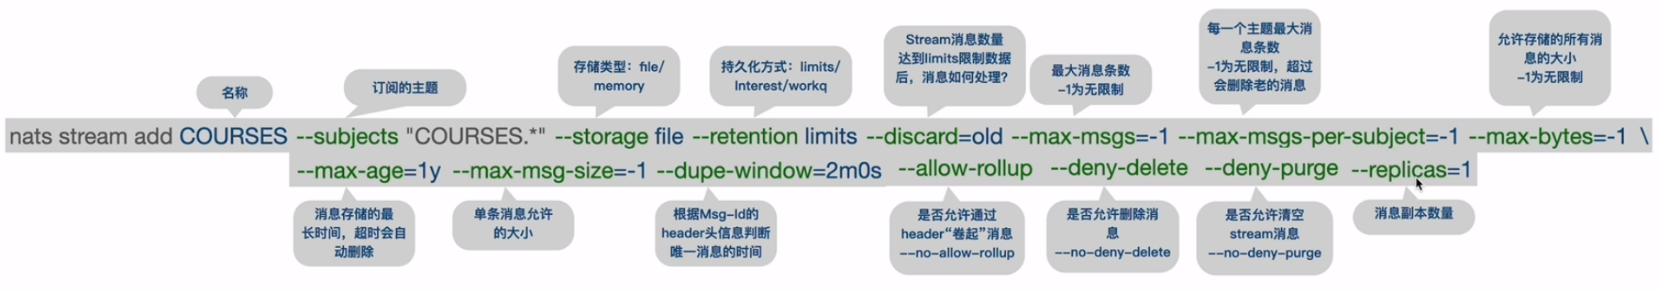 名称
订阅的主题
存储类型：file/
memory
持久化方式：limits/
Interest/workq
Stream消息数量
达到limits限制数据
后，消息如何处理？
最大消息条数
-1为无限制
每一个主题最大消
息条数
-1为无限制，超过
会删除老的消息
允许存储的所有消
息的大小
-1为无限制
nats stream add COURSES --subjects "COURSES.*" --storage file --retention limits --discard=old --max-msgs=-1 --max-msgs-per-subject=-1 --max-bytes=-1 \
--max-age=1y --max-msg-size=-1 --dupe-window=2m0s --allow-rollup --deny-delete --deny-purge --replicas=1
消息存储的最
长时间，超时会自
动删除
单条消息允许
的大小
根据Msg-Id的
header头信息判断
唯一消息的时间
是否允许通过
header“卷起”消息
--no-allow-rollup
是否允许删除消
息
--no-deny-delete
是否允许清空
stream消息
--no-deny-purge
消息副本数量